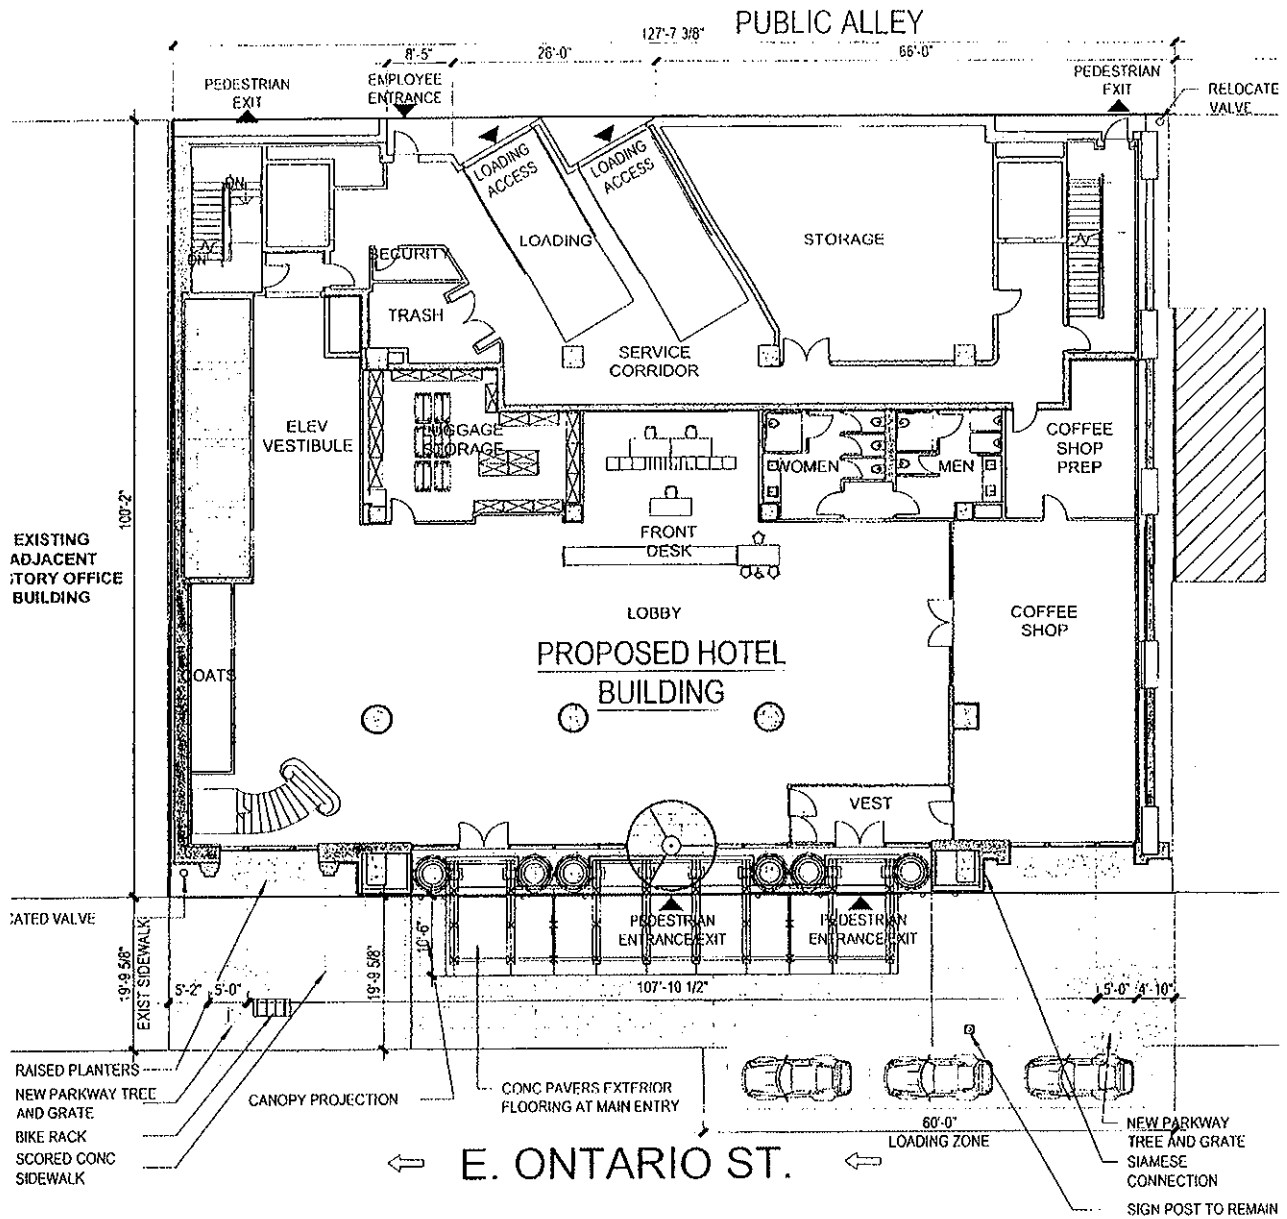 PUBLIC ALLEY
127'-7 3/8"
8'-5"
26'-0"
66'-0"
PEDESTRIAN
EXIT
EMPLOYEE
ENTRANCE
PEDESTRIAN
EXIT
RELOCATE
VALVE
LOADING
ACCESS
LOADING
ACCESS
DN
DN
LOADING
STORAGE
SECURITY
TRASH
SERVICE
CORRIDOR
ELEV
VESTIBULE
LUGGAGE
STORAGE
WOMEN
MEN
COFFEE
SHOP
PREP
100'-2"
EXISTING
ADJACENT
STORY OFFICE
BUILDING
FRONT
DESK
LOBBY
COFFEE
SHOP
PROPOSED HOTEL
BUILDING
COATS
VEST
CATED VALVE
PEDESTRIAN
ENTRANCE/EXIT
PEDESTRIAN
ENTRANCE/EXIT
19'-9 5/8"
EXIST SIDEWALK
19'-9 5/8"
10'-6"
5'-2"
5'-0"
107'-10 1/2"
5'-0"
4'-10"
RAISED PLANTERS
NEW PARKWAY TREE
AND GRATE
BIKE RACK
SCORED CONC
SIDEWALK
CANOPY PROJECTION
CONC PAVERS EXTERIOR
FLOORING AT MAIN ENTRY
60'-0"
LOADING ZONE
E. ONTARIO ST.
NEW PARKWAY
TREE AND GRATE
SIAMESE
CONNECTION
SIGN POST TO REMAIN